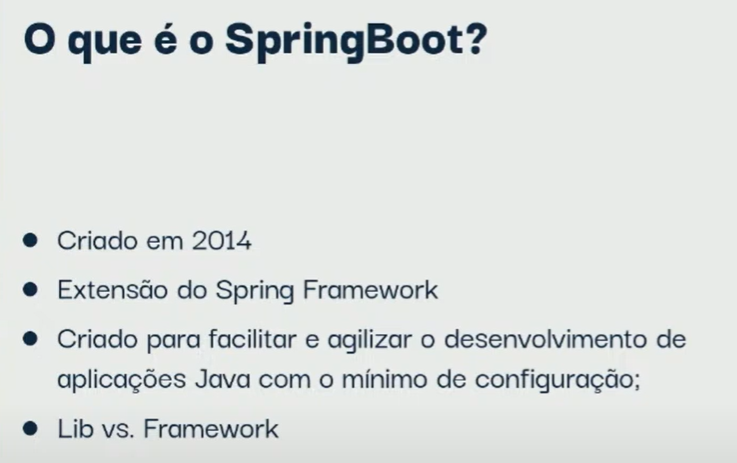 O que é o SpringBoot?
● Criado em 2014
● Extensão do Spring Framework
● Criado para facilitar e agilizar o desenvolvimento de
aplicações Java com o mínimo de configuração;
● Lib vs. Framework